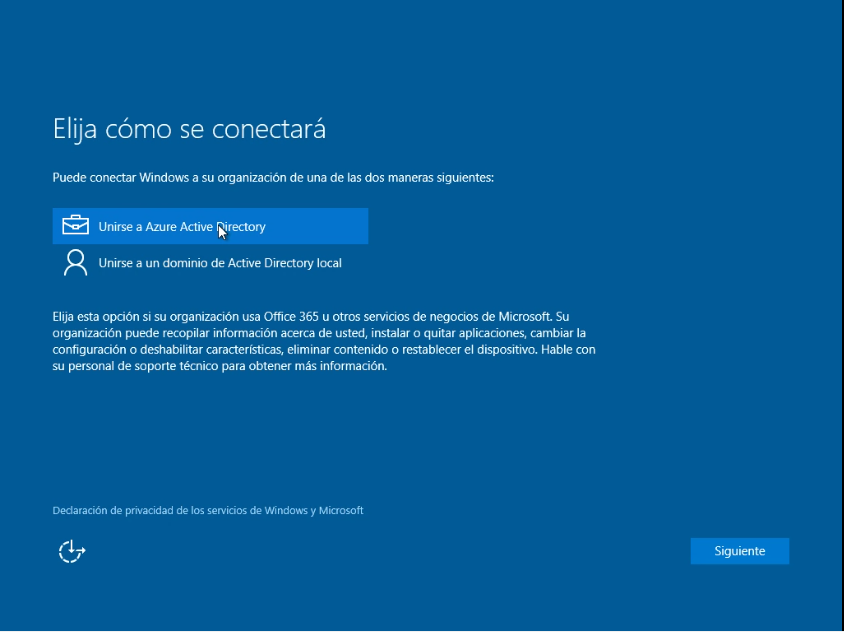 Elija cómo se conectará
Puede conectar Windows a su organización de una de las dos maneras siguientes:
Unirse a Azure Active Directory
Unirse a un dominio de Active Directory local
Elija esta opción si su organización usa Office 365 u otros servicios de negocios de Microsoft. Su
organización puede recopilar información acerca de usted, instalar o quitar aplicaciones, cambiar la
configuración o deshabilitar características, eliminar contenido o restablecer el dispositivo. Hable con
su personal de soporte técnico para obtener más información.
Declaración de privacidad de los servicios de Windows y Microsoft
Siguiente